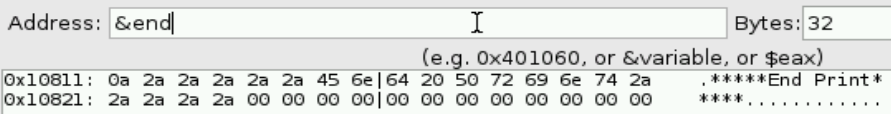 Address: &end Bytes: 32
(e.g. 0x401060, or &variable, or $eax)
0x10811: 0a 2a 2a 2a 2a 2a 45 6e|64 20 50 72 69 6e 74 2a .*****End Print*
0x10821: 2a 2a 2a 2a 00 00 00 00|00 00 00 00 00 00 00 00 ****............